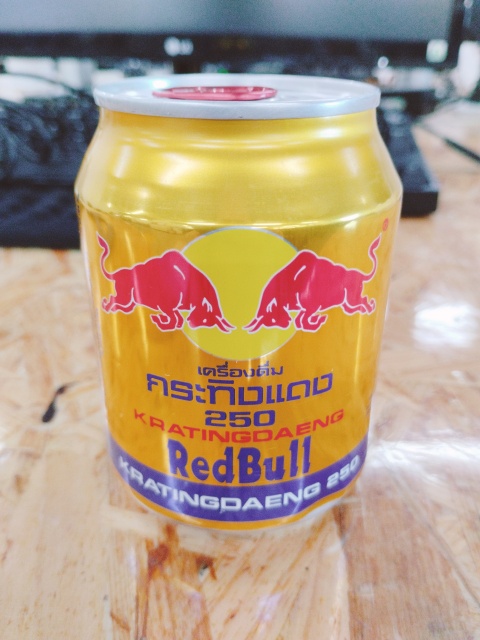 LG
®
เครื่องดื่ม
กระทิงแดง
250
KRATINGDAENG
RedBull
KRATINGDAENG 250